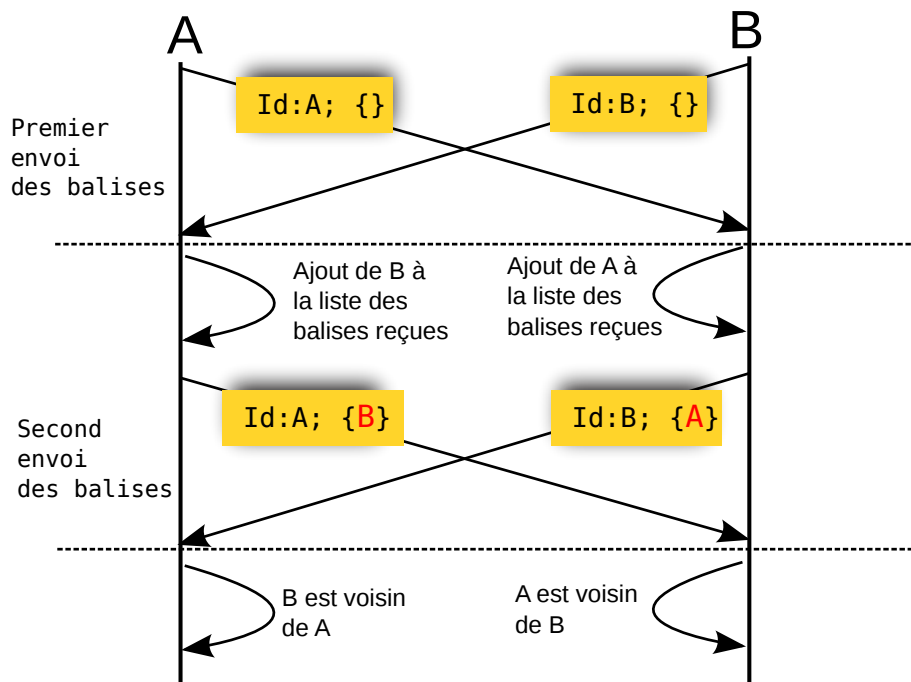 A
B
Id:A; {}
Id:B; {}
Premier
envoi
des balises
Ajout de B à
la liste des
balises reçues
Ajout de A à
la liste des
balises reçues
Id:A; {B}
Id:B; {A}
Second
envoi
des balises
B est voisin
de A
A est voisin
de B